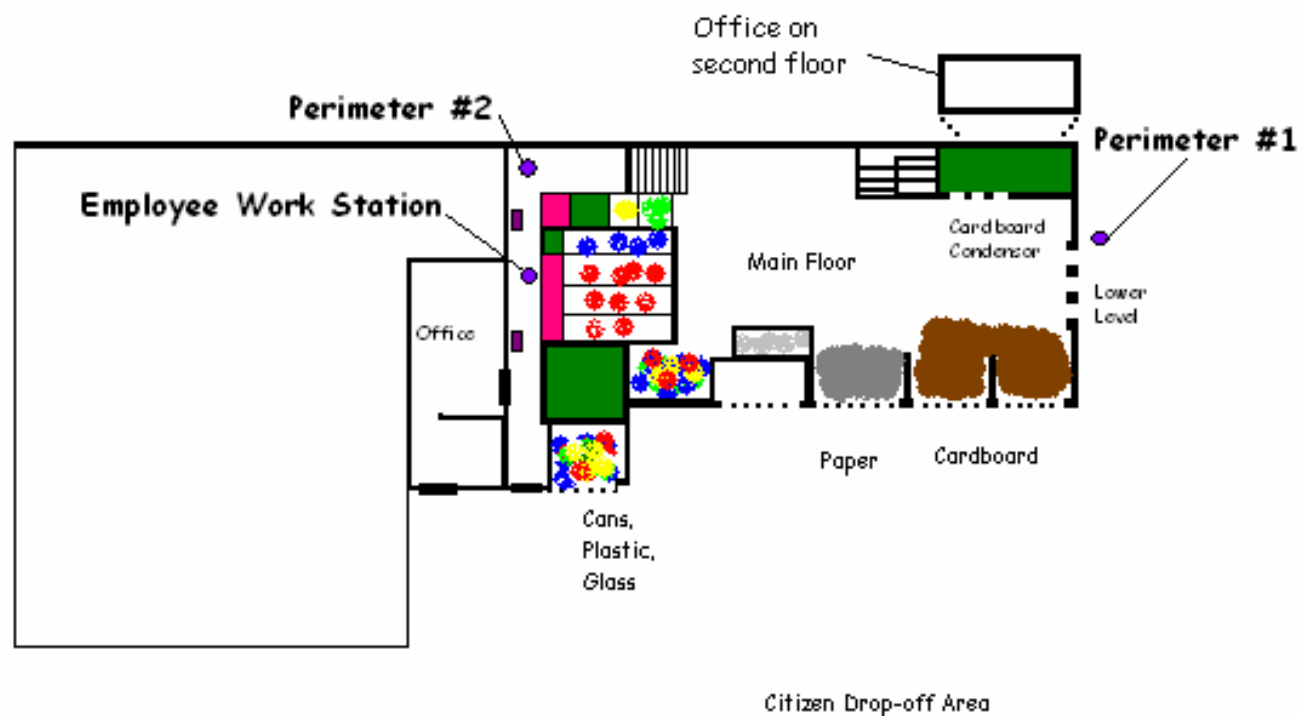 Office on
second floor
Perimeter #2
Perimeter #1
Employee Work Station
Cardboard
Condensor
Main Floor
Lower
Level
Office
Paper
Cardboard
Cans,
Plastic,
Glass
Citizen Drop-off Area